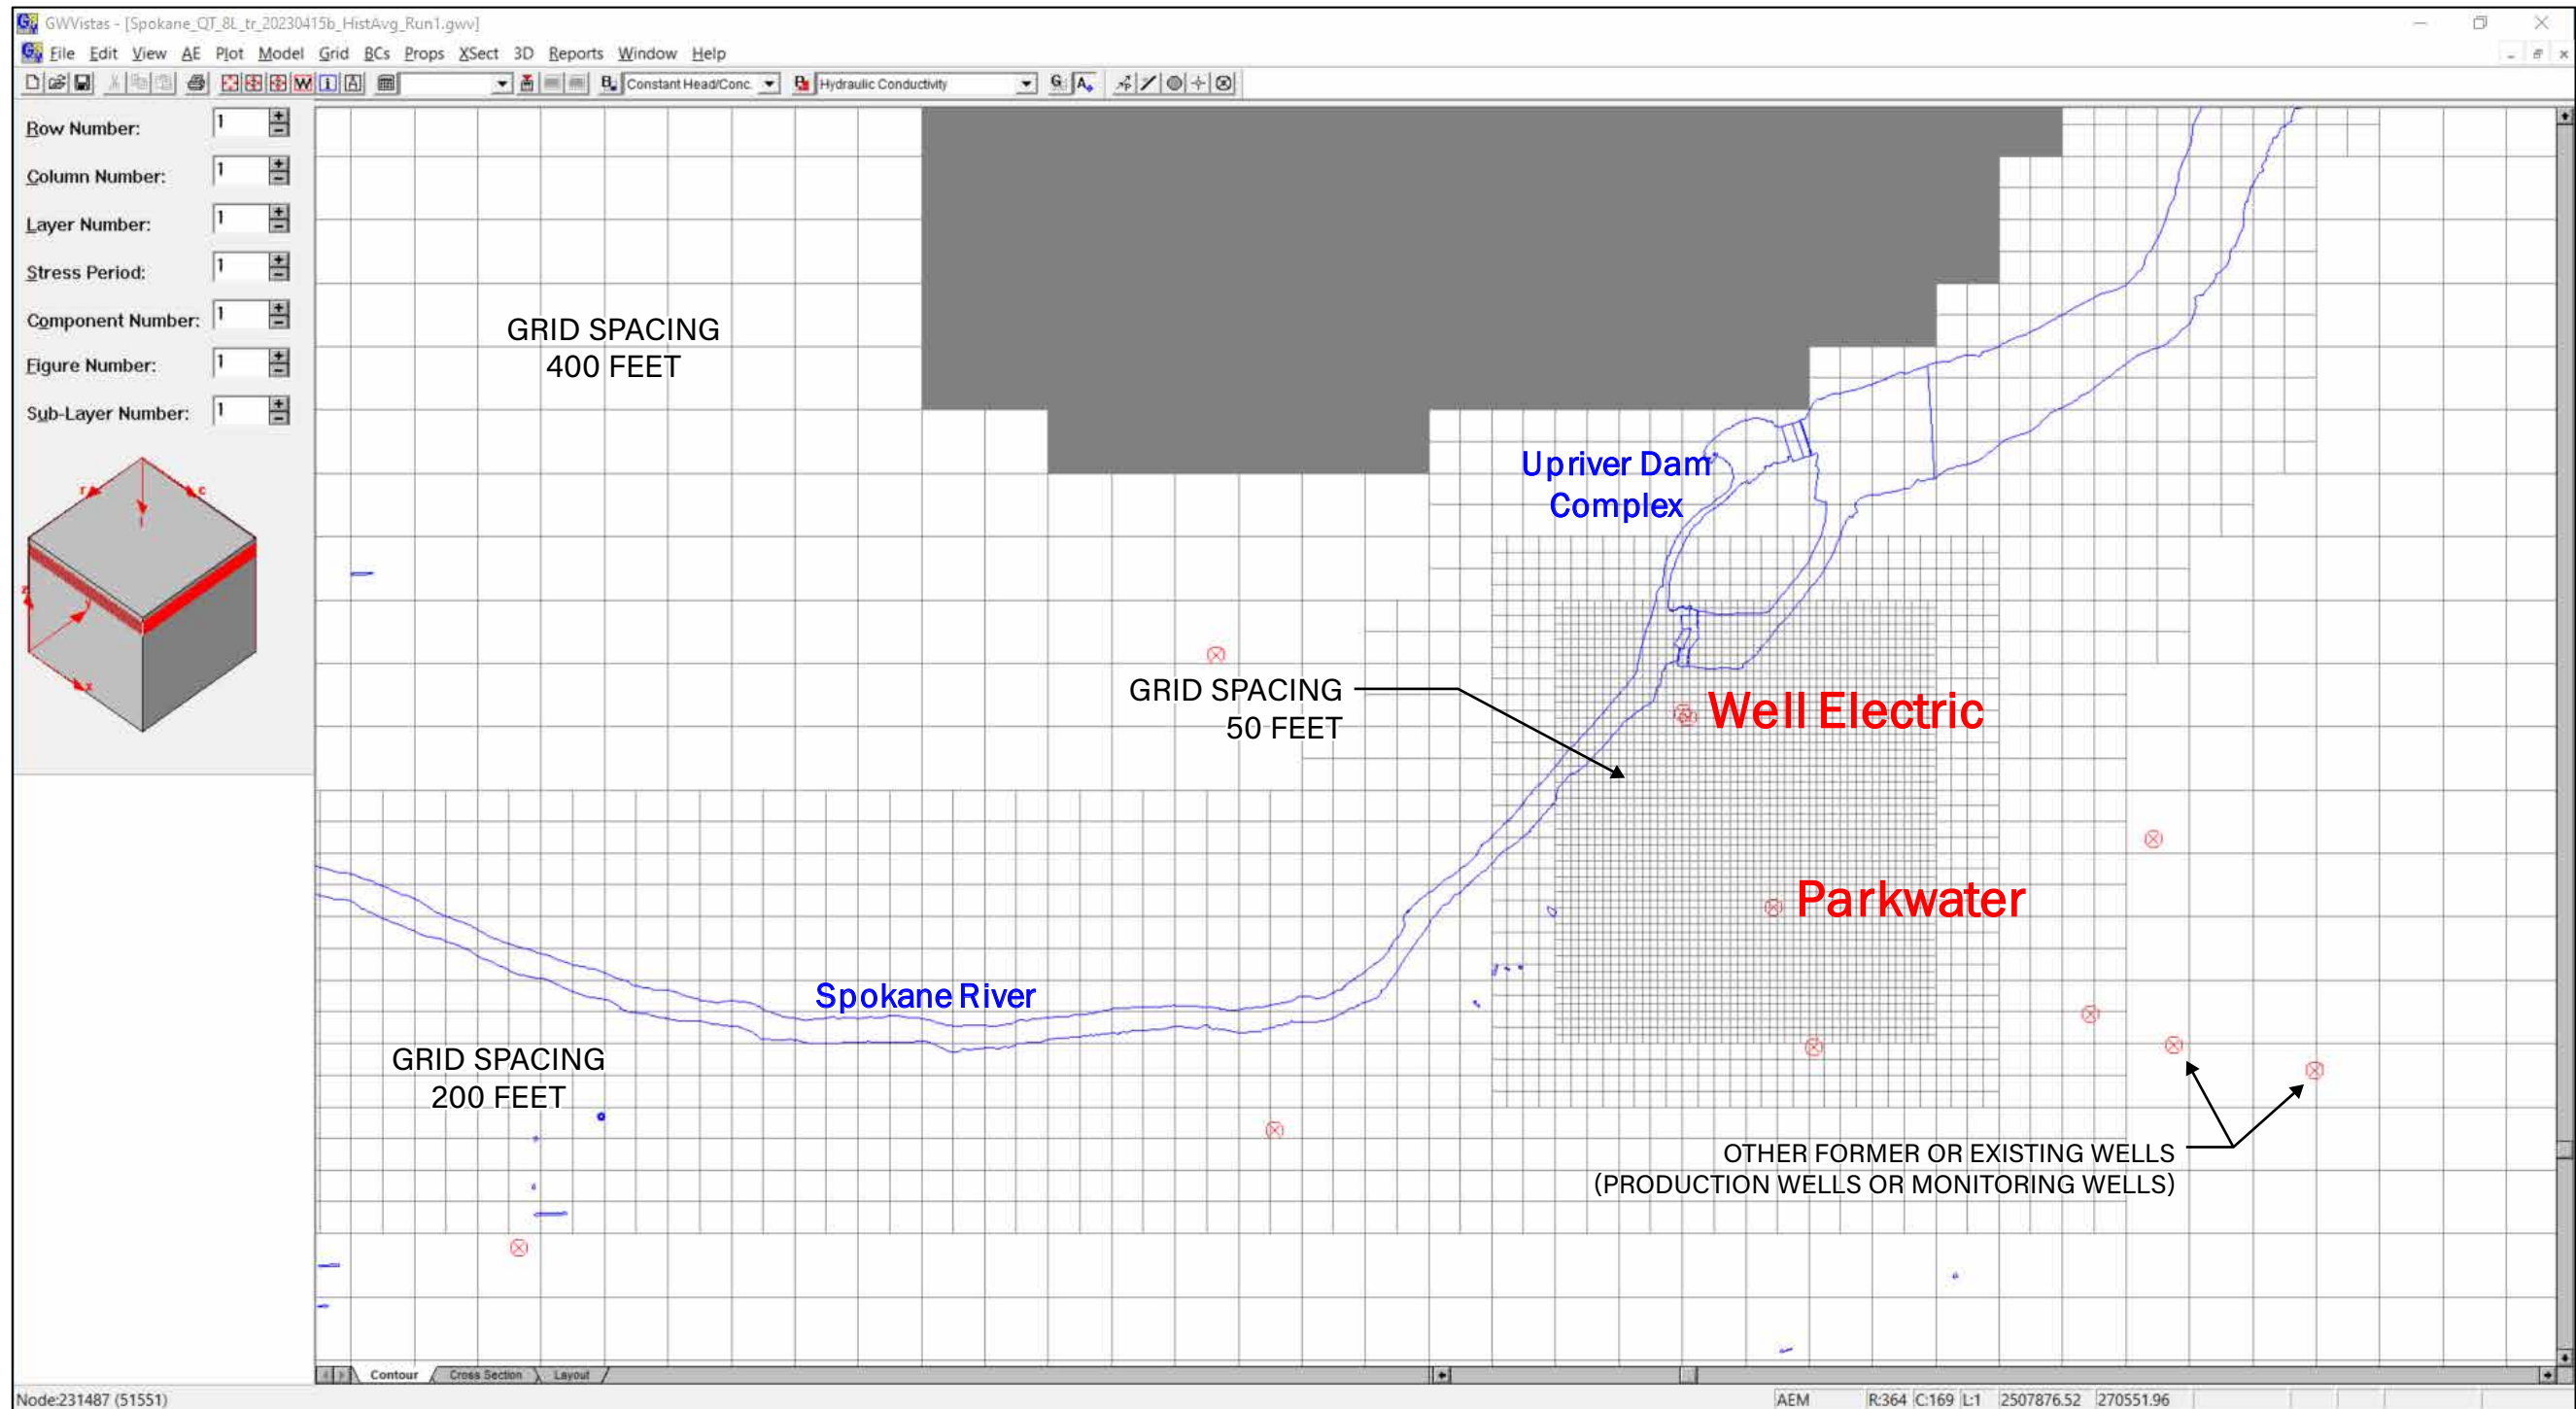 GWVistas - [Spokane_QT_8L_tr_20230415b_HistAvg_Run1.gwv]
File Edit View AE Plot Model Grid BCs Props XSect 3D Reports Window Help
Constant Head/Conc. Hydraulic Conductivity
Row Number: 1
Column Number: 1
Layer Number: 1
Stress Period: 1
Component Number: 1
Figure Number: 1
Sub-Layer Number: 1
r c
l
z y
x
GRID SPACING
400 FEET
Upriver Dam
Complex
GRID SPACING
50 FEET
Well Electric
Parkwater
Spokane River
GRID SPACING
200 FEET
OTHER FORMER OR EXISTING WELLS
(PRODUCTION WELLS OR MONITORING WELLS)
Contour Cross Section Layout
Node:231487 (51551) AEM R:364 C:169 L:1 2507876.52 270551.96